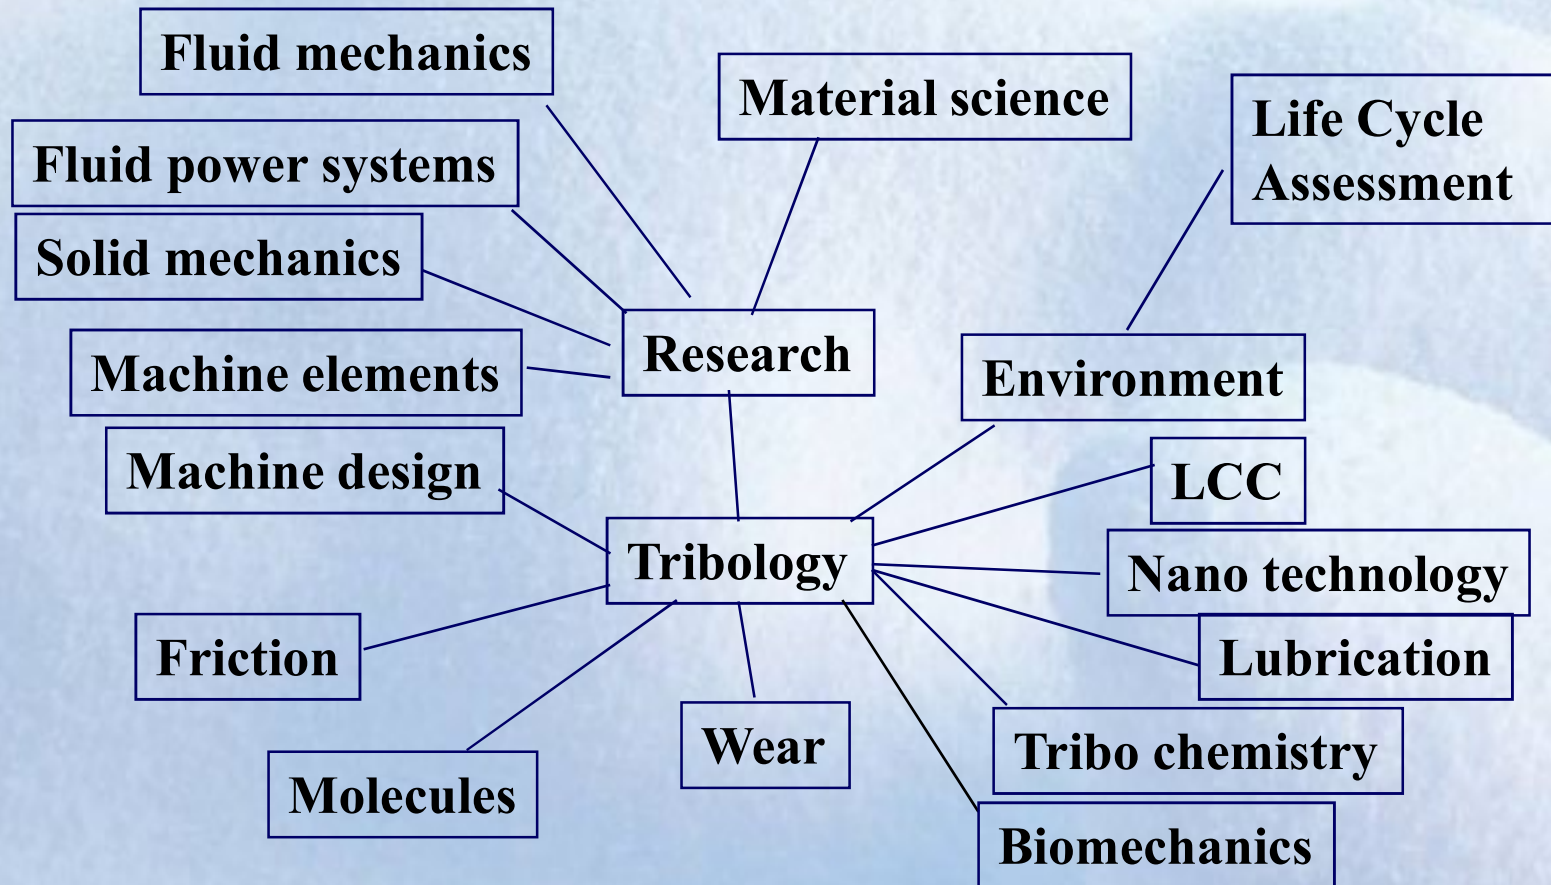 Fluid mechanics
Material science
Life Cycle
Assessment
Fluid power systems
Solid mechanics
Research
Machine elements
Environment
Machine design
LCC
Tribology
Nano technology
Friction
Lubrication
Wear
Tribo chemistry
Molecules
Biomechanics